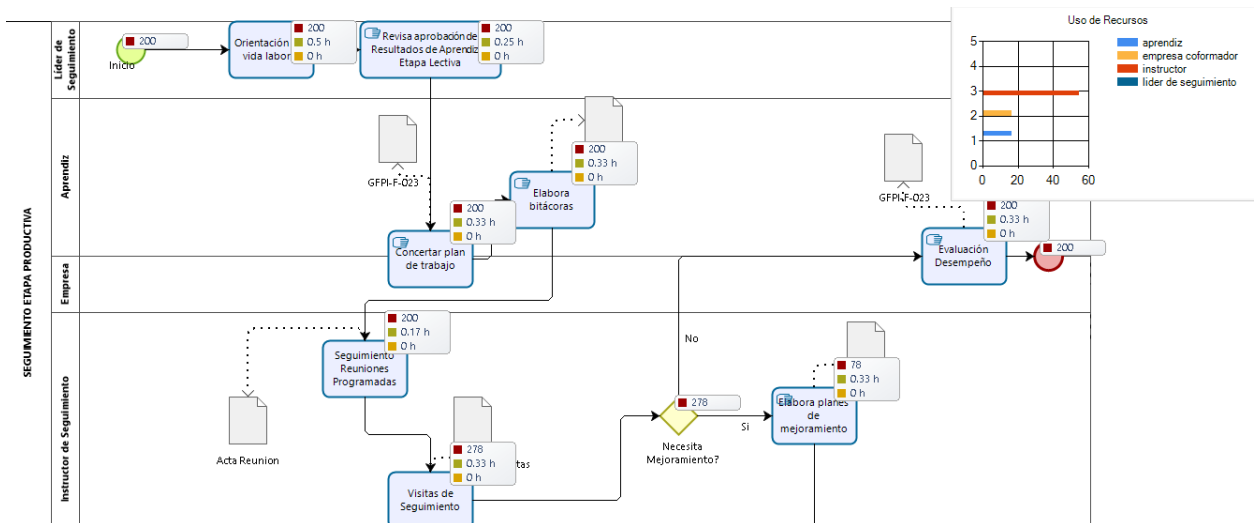 SEGUIMIENTO ETAPA PRODUCTIVA
Líder de
Seguimiento
200
Inicio
Orientación
vida labor
200
0.5 h
0 h
Revisa aprobación de
Resultados de Aprendiz
Etapa Lectiva
200
0.25 h
0 h
Uso de Recursos
5
4
3
2
1
0
0
20
40
60
aprendiz
empresa coformador
instructor
lider de seguimiento
Aprendiz
GFPI-F-023
200
0.33 h
0 h
Elabora
bitácoras
200
0.33 h
0 h
Concertar plan
de trabajo
GFPI-F-023
200
0.33 h
0 h
Evaluación
Desempeño
200
Empresa
Instructor de Seguimiento
200
0.17 h
0 h
Seguimiento
Reuniones
Programadas
Acta Reunion
No
278
Necesita
Mejoramiento?
Si
78
0.33 h
0 h
Elabora planes
de
mejoramiento
278
0.33 h
0 h
tas
Visitas de
Seguimiento